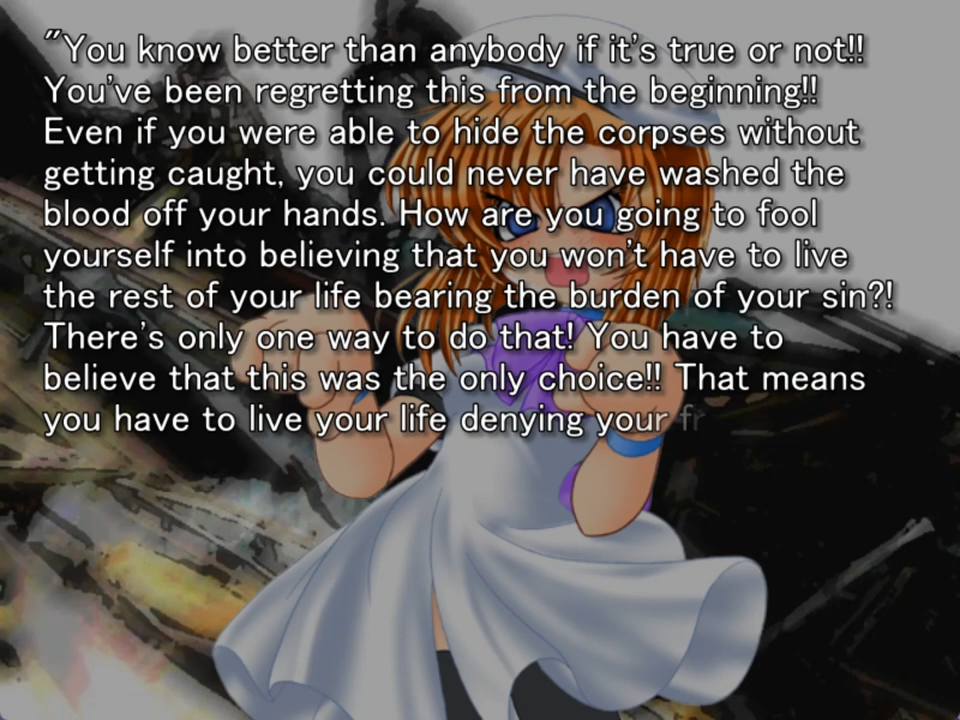 "You know better than anybody if it's true or not!!
You've been regretting this from the beginning!!
Even if you were able to hide the corpses without
getting caught, you could never have washed the
blood off your hands. How are you going to fool
yourself into believing that you won't have to live
the rest of your life bearing the burden of your sin?!
There's only one way to do that! You have to
believe that this was the only choice!! That means
you have to live your life denying your fr